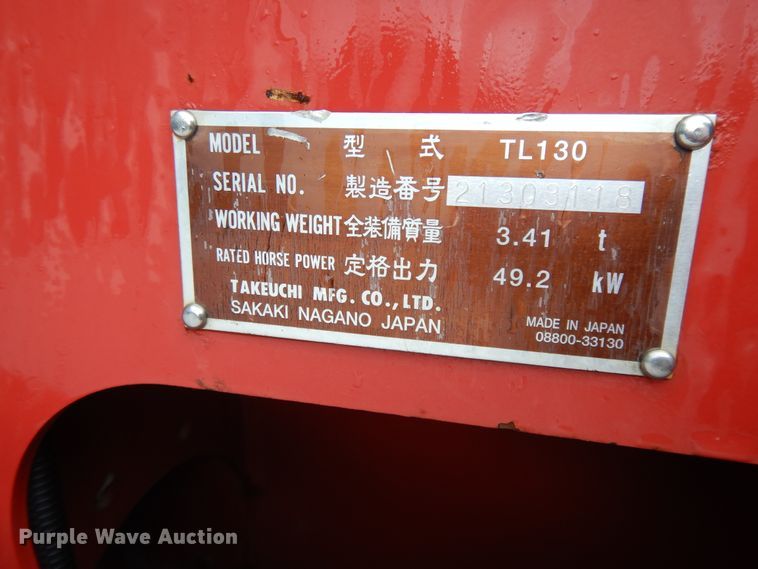 MODEL 型式 TL130
SERIAL NO. 製造番号 21303118
WORKING WEIGHT 全装備質量 3.41 t
RATED HORSE POWER 定格出力 49.2 kW
TAKEUCHI MFG. CO., LTD.
SAKAKI NAGANO JAPAN
MADE IN JAPAN
08800-33130
Purple Wave Auction